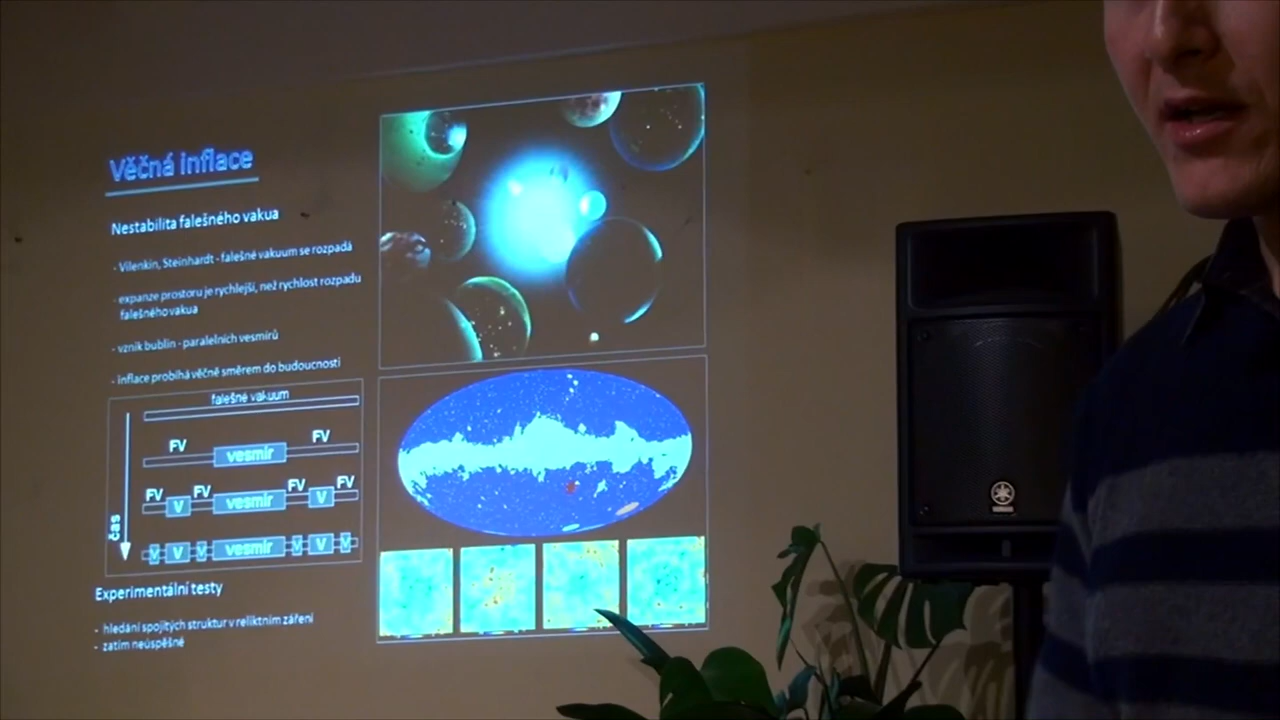 Věčná inflace
Nestabilita falešného vakua
- Vilenkin, Steinhardt - falešné vakuum se rozpadá
- expanze prostoru je rychlejší, než rychlost rozpadu
falešného vakua
- vznik bublin - paralelních vesmírů
- inflace probíhá věčně směrem do budoucnosti
falešné vakuum
FV vesmír FV
FV V FV vesmír FV V FV
V V V vesmír V V V
čas
Experimentální testy
- hledání spojitých struktur v reliktním záření
- zatím neúspěšné
YAMAHA